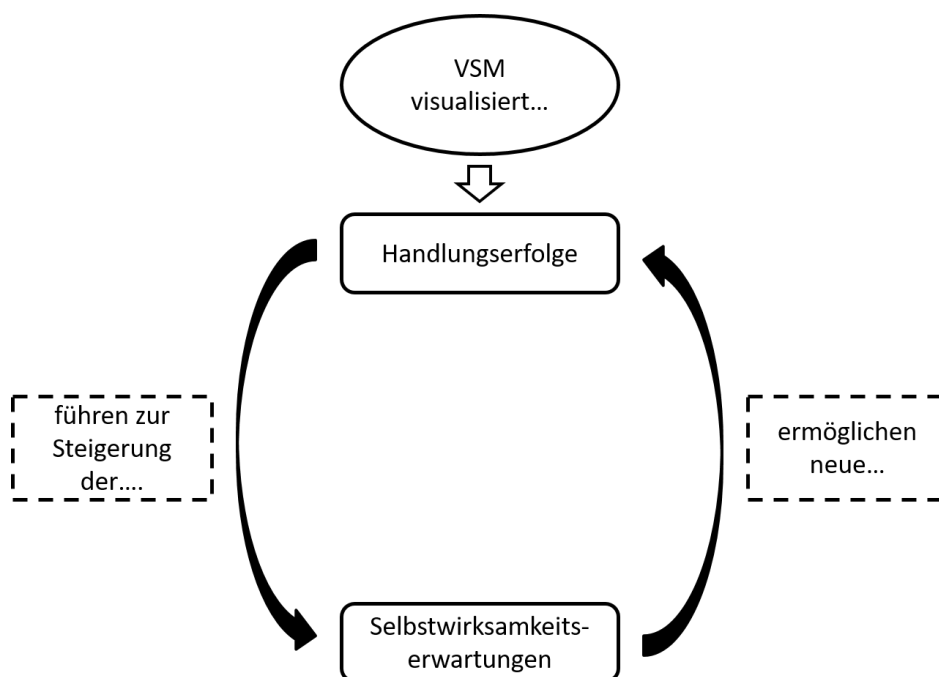 VSM
visualisiert...
Handlungserfolge
führen zur
Steigerung
der....
ermöglichen
neue...
Selbstwirksamkeits-
erwartungen